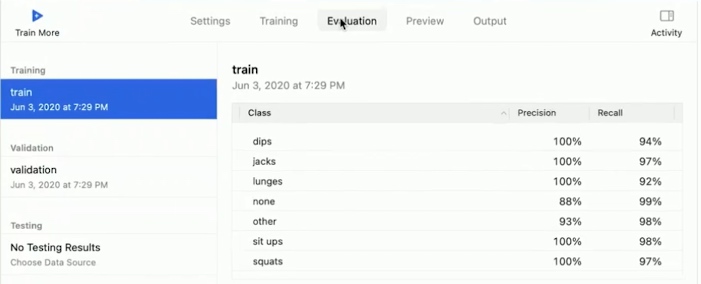 Train More
Settings Training Evaluation Preview Output
Activity
Training
train
Jun 3, 2020 at 7:29 PM
Validation
validation
Jun 3, 2020 at 7:29 PM
Testing
No Testing Results
Choose Data Source
train
Jun 3, 2020 at 7:29 PM
Class Precision Recall
dips 100% 94%
jacks 100% 97%
lunges 100% 92%
none 88% 99%
other 93% 98%
sit ups 100% 98%
squats 100% 97%